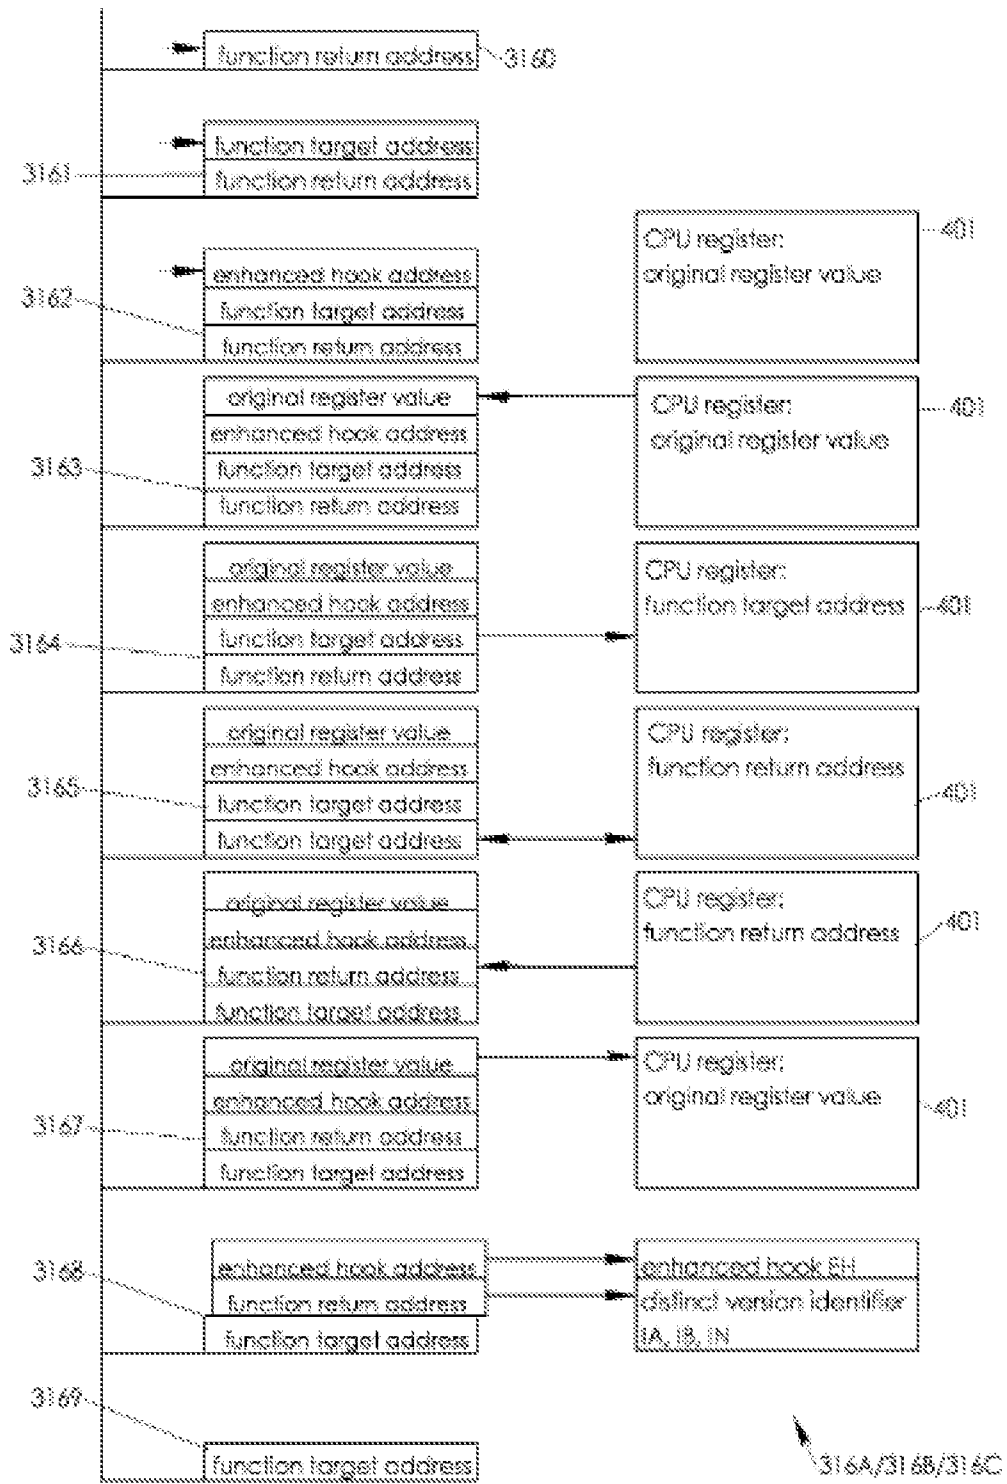 function return address
3160
function target address
3161
function return address
CPU register:
401
original register value
enhanced hook address
3162
function target address
function return address
original register value
CPU register:
401
enhanced hook address
original register value
3163
function target address
function return address
original register value
CPU register:
enhanced hook address
function target address
401
3164
function target address
function return address
original register value
CPU register:
enhanced hook address
function return address
3165
function target address
401
function target address
original register value
CPU register:
401
enhanced hook address
function return address
3166
function return address
function target address
original register value
CPU register:
enhanced hook address
original register value
401
3167
function return address
function target address
3168
enhanced hook address
enhanced hook EH
function return address
distinct version identifier
function target address
IA, IB, IN
3169
function target address
316A/316B/316C